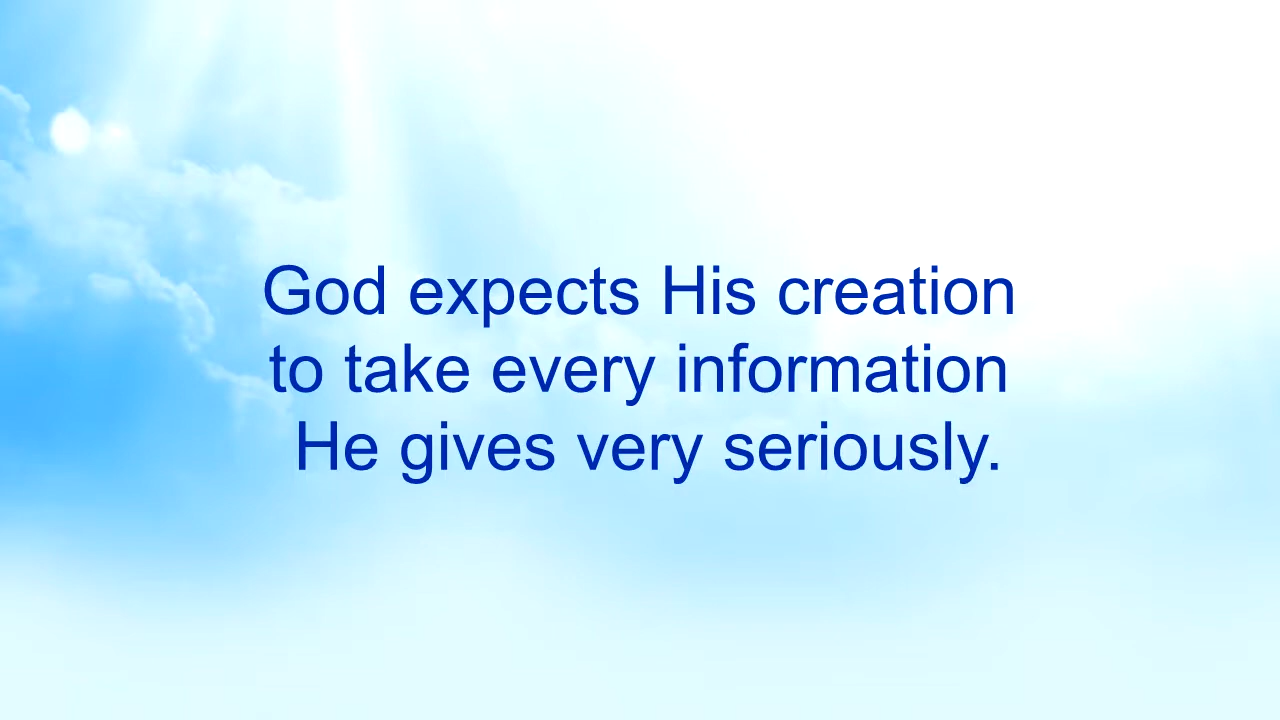 God expects His creation
to take every information
He gives very seriously.